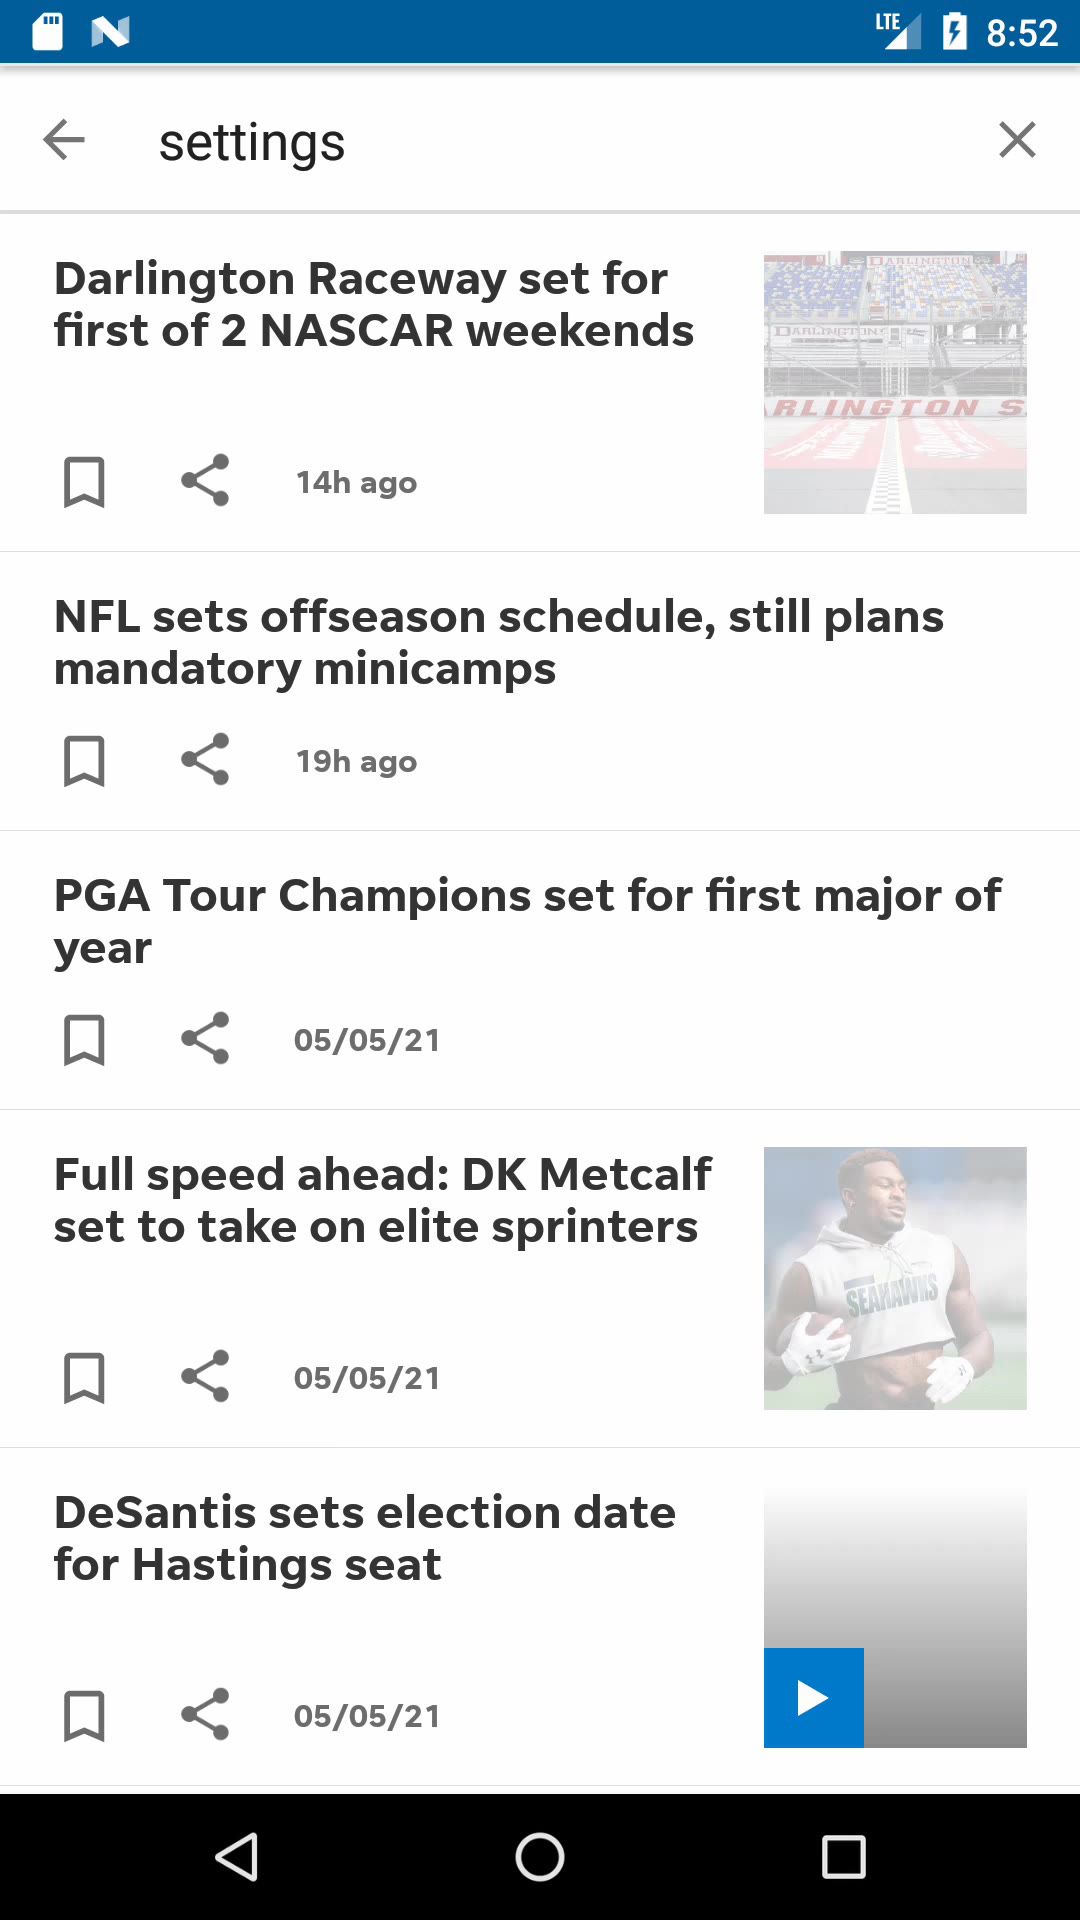 LTE 8:52
settings
Darlington Raceway set for
first of 2 NASCAR weekends
DARLINGTON
DARLINGTON
ARLINGTON S
14h ago
NFL sets offseason schedule, still plans
mandatory minicamps
19h ago
PGA Tour Champions set for first major of
year
05/05/21
Full speed ahead: DK Metcalf
set to take on elite sprinters
SEAHAWKS
05/05/21
DeSantis sets election date
for Hastings seat
05/05/21